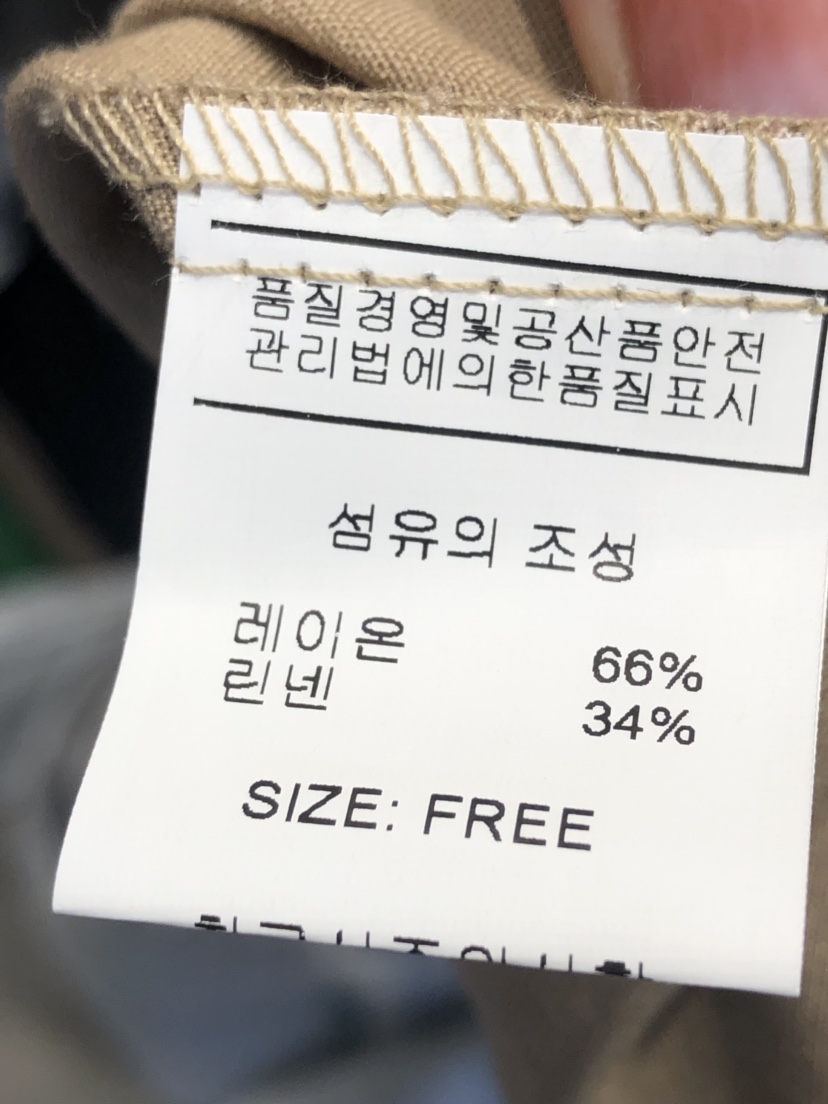 품질경영및공산품안전
관리법에의한품질표시
섬유의 조성
레이온 66%
린넨 34%
SIZE: FREE